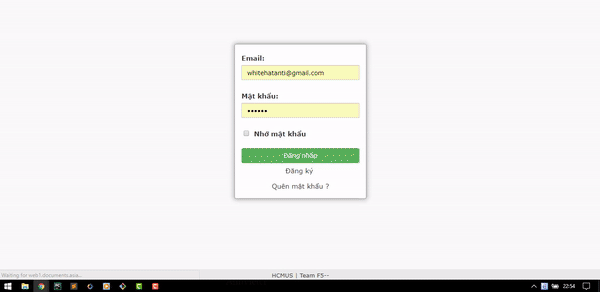 Email:
whitehatanti@gmail.com
Mật khẩu:
••••••
Nhớ mật khẩu
Đăng nhập
Đăng ký
Quên mật khẩu ?
Waiting for web1.documents.asia...
HCMUS | Team F5--
22:54